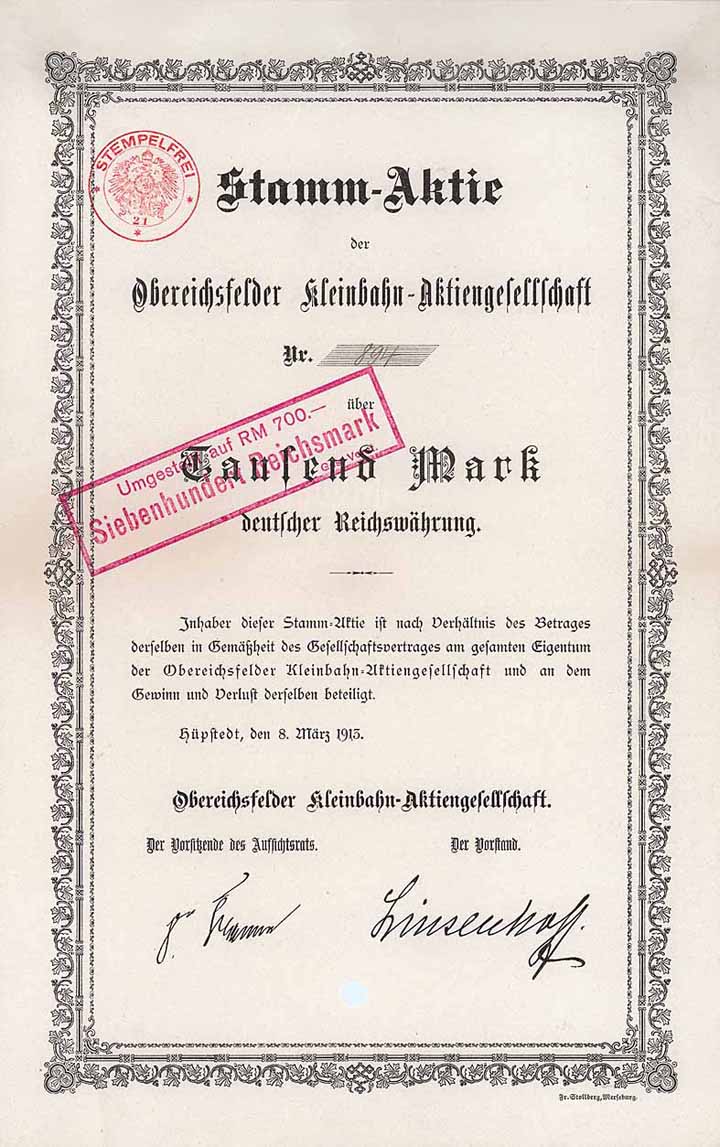 STEMPELFREI
21
Stamm-Aktie
der
Obereichsfelder Kleinbahn-Aktiengesellschaft
Nr. 894
über
Umgestellt auf RM 700.—
Siebenhundert Reichsmark
Tausend Mark
deutscher Reichswährung.
Inhaber dieser Stamm-Aktie ist nach Verhältnis des Betrages
derselben in Gemäßheit des Gesellschaftsvertrages am gesamten Eigentum
der Obereichsfelder Kleinbahn-Aktiengesellschaft und an dem
Gewinn und Verlust derselben beteiligt.
Hüpstedt, den 8. März 1913.
Obereichsfelder Kleinbahn-Aktiengesellschaft.
Der Vorsitzende des Aufsichtsrats. Der Vorstand.
Linsenhoff.
Fr. Stollberg, Merseburg.